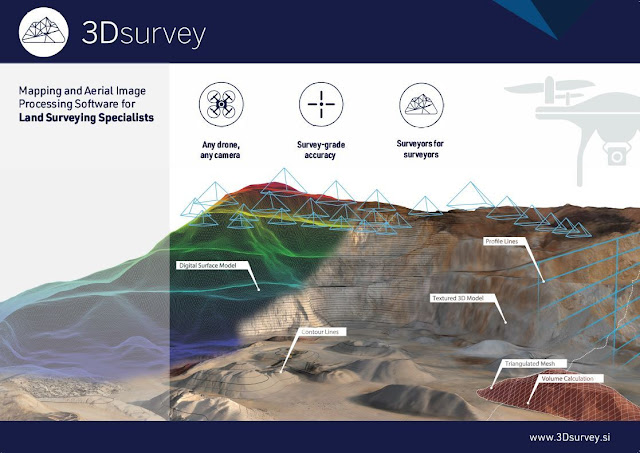 3Dsurvey
Mapping and Aerial Image
Processing Software for
Land Surveying Specialists
Any drone,
any camera
Survey-grade
accuracy
Surveyors for
surveyors
Profile Lines
Digital Surface Model
Textured 3D Model
Contour Lines
Triangulated Mesh
Volume Calculation
www.3Dsurvey.si